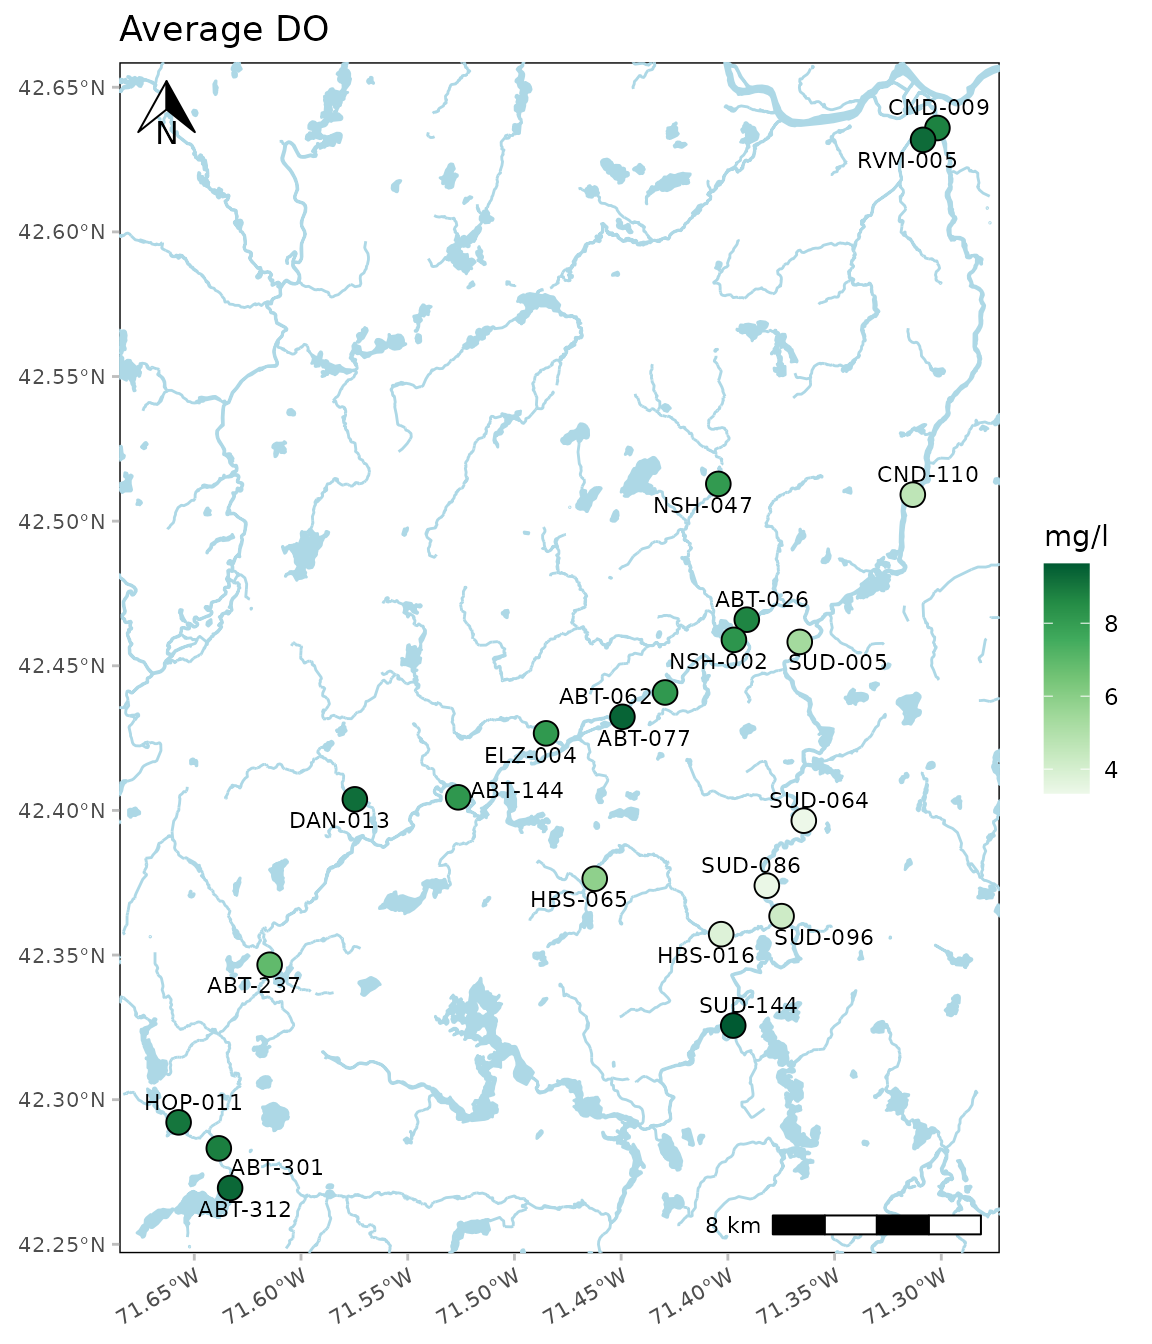 Average DO
42.65°N
42.60°N
42.55°N
42.50°N
42.45°N
42.40°N
42.35°N
42.30°N
42.25°N
N
CND-009
RVM-005
CND-110
NSH-047
ABT-026
NSH-002
SUD-005
ABT-062
ABT-077
ELZ-004
ABT-144
DAN-013
SUD-064
SUD-086
HBS-065
SUD-096
HBS-016
ABT-237
SUD-144
HOP-011
ABT-301
ABT-312
8 km
71.65°W
71.60°W
71.55°W
71.50°W
71.45°W
71.40°W
71.35°W
71.30°W
mg/l
8
6
4